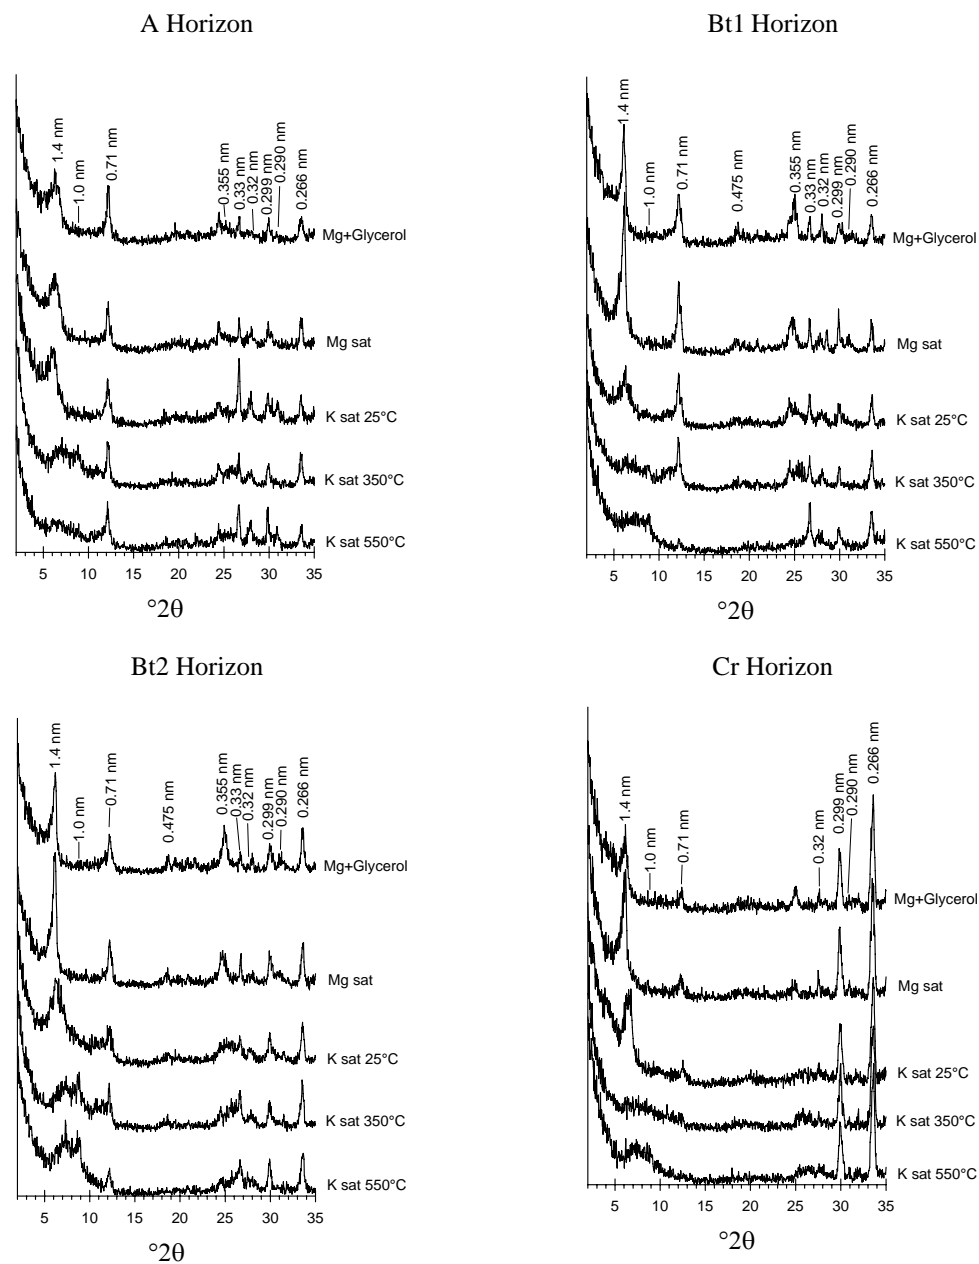 A Horizon
1.4 nm
1.0 nm
0.71 nm
0.355 nm
0.33 nm
0.32 nm
0.299 nm
0.290 nm
0.266 nm
Mg+Glycerol
Mg sat
K sat 25°C
K sat 350°C
K sat 550°C
5 10 15 20 25 30 35
°2θ
Bt1 Horizon
1.4 nm
1.0 nm
0.71 nm
0.475 nm
0.355 nm
0.33 nm
0.32 nm
0.299 nm
0.290 nm
0.266 nm
Mg+Glycerol
Mg sat
K sat 25°C
K sat 350°C
K sat 550°C
5 10 15 20 25 30 35
°2θ
Bt2 Horizon
1.4 nm
1.0 nm
0.71 nm
0.475 nm
0.355 nm
0.33 nm
0.32 nm
0.299 nm
0.290 nm
0.266 nm
Mg+Glycerol
Mg sat
K sat 25°C
K sat 350°C
K sat 550°C
5 10 15 20 25 30 35
°2θ
Cr Horizon
1.4 nm
1.0 nm
0.71 nm
0.32 nm
0.299 nm
0.290 nm
0.266 nm
Mg+Glycerol
Mg sat
K sat 25°C
K sat 350°C
K sat 550°C
5 10 15 20 25 30 35
°2θ